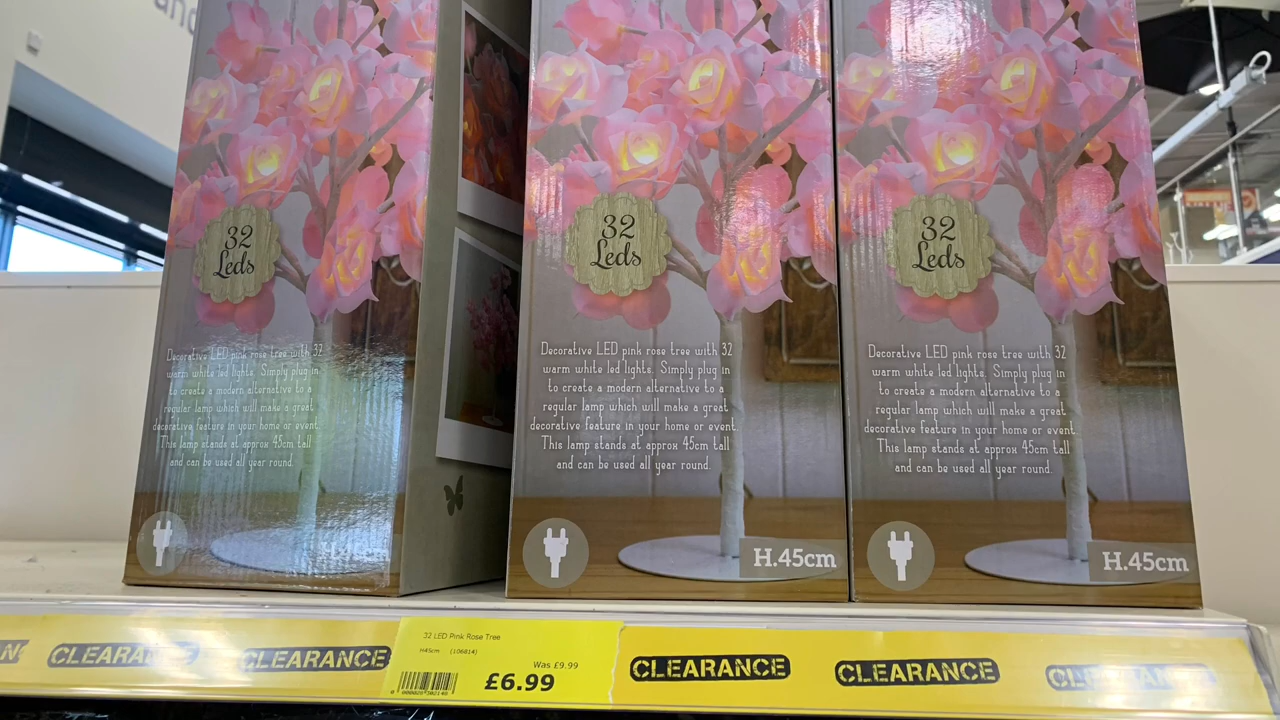 and
32
Leds
Decorative LED pink rose tree with 32
warm white led lights. Simply plug in
to create a modern alternative to a
regular lamp which will make a great
decorative feature in your home or event.
This lamp stands at approx 45cm tall
and can be used all year round.
H.45cm
32
Leds
Decorative LED pink rose tree with 32
warm white led lights. Simply plug in
to create a modern alternative to a
regular lamp which will make a great
decorative feature in your home or event.
This lamp stands at approx 45cm tall
and can be used all year round.
H.45cm
32
Leds
Decorative LED pink rose tree with 32
warm white led lights. Simply plug in
to create a modern alternative to a
regular lamp which will make a great
decorative feature in your home or event.
This lamp stands at approx 45cm tall
and can be used all year round.
H.45cm
CLEARANCE
CLEARANCE
32 LED Pink Rose Tree
H45cm (106814)
Was £9.99
£6.99
CLEARANCE
CLEARANCE
CLEARANCE